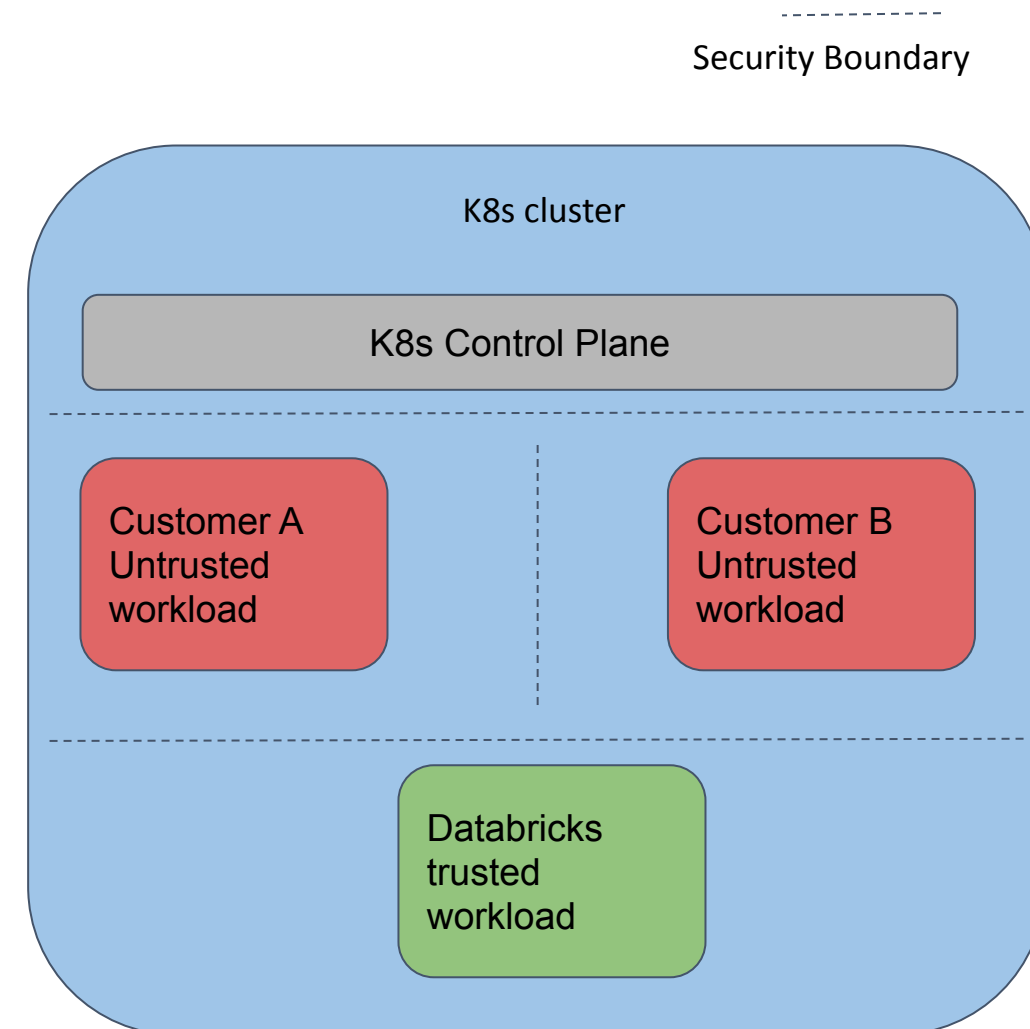 Security Boundary
K8s cluster
K8s Control Plane
Customer A
Untrusted
workload
Customer B
Untrusted
workload
Databricks
trusted
workload